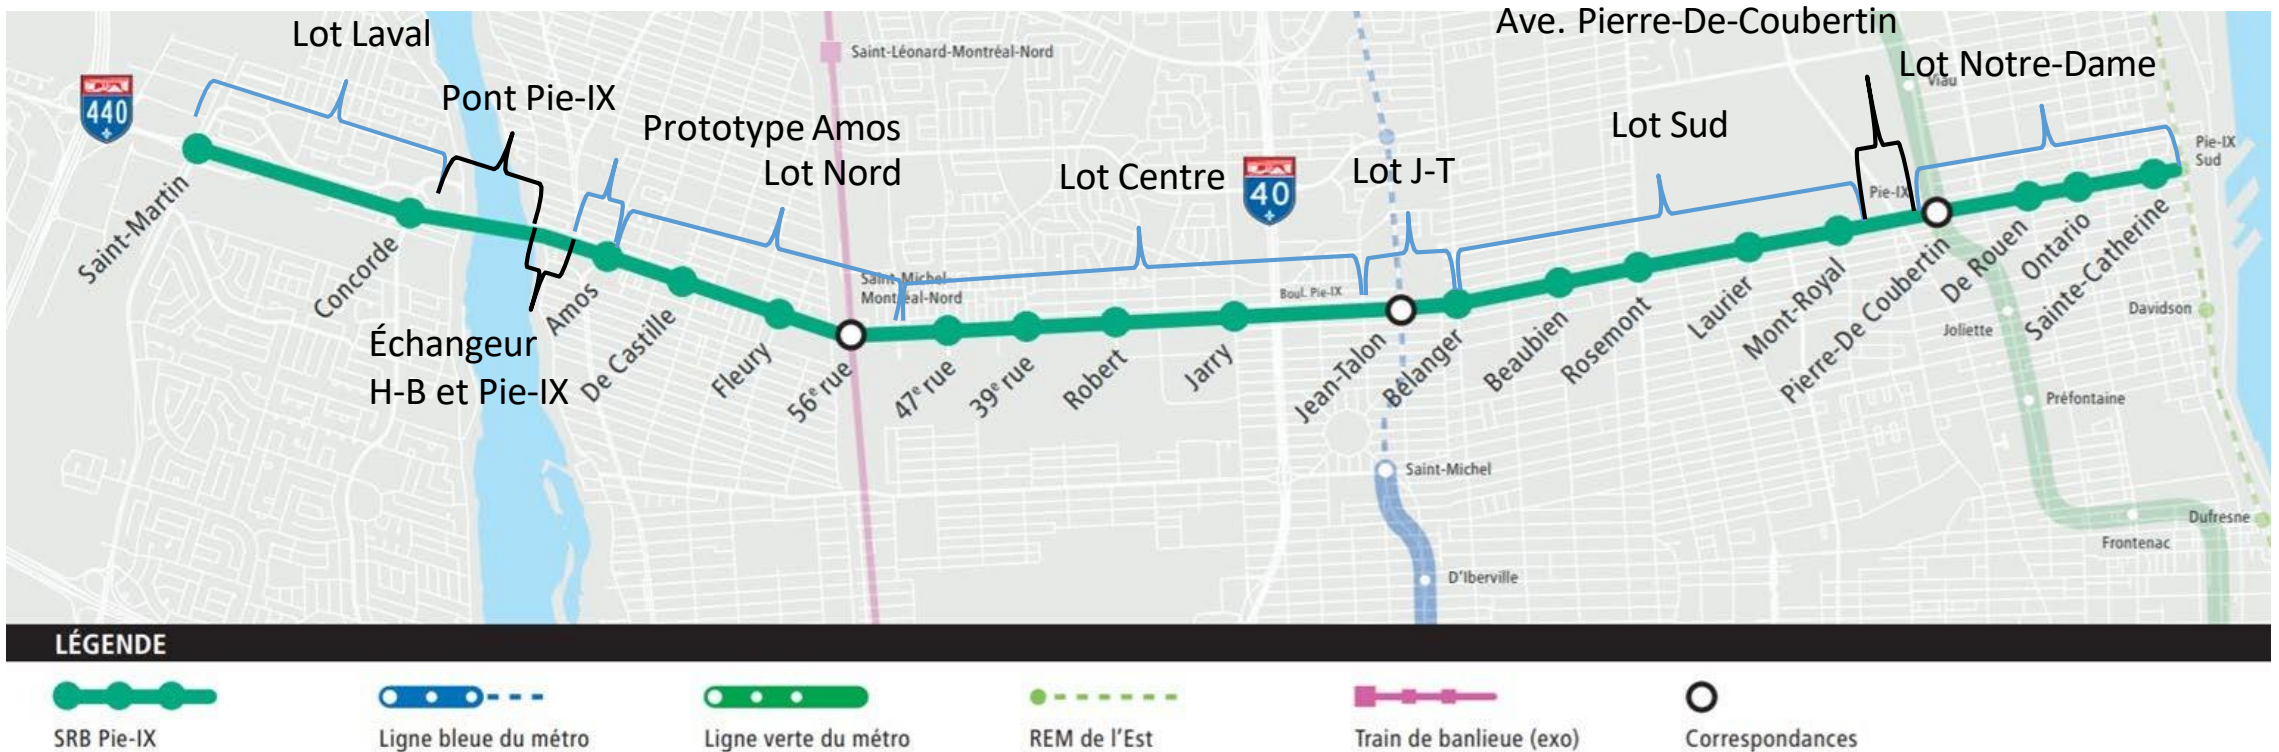 Lot Laval
Pont Pie-IX
Prototype Amos
Lot Nord
Lot Centre
Lot J-T
Lot Sud
Ave. Pierre-De-Coubertin
Lot Notre-Dame
Échangeur
H-B et Pie-IX
440
40
Saint-Léonard-Montréal-Nord
Saint-Michel-
Montréal-Nord
Boul. Pie-IX
Pie-IX
Viau
Pie-IX
Sud
Saint-Martin
Concorde
Amos
De Castille
Fleury
56e rue
47e rue
39e rue
Robert
Jarry
Jean-Talon
Bélanger
Beaubien
Rosemont
Laurier
Mont-Royal
Pierre-De Coubertin
De Rouen
Ontario
Sainte-Catherine
Davidson
Joliette
Préfontaine
Saint-Michel
D'Iberville
Dufresne
Frontenac
LÉGENDE
SRB Pie-IX
Ligne bleue du métro
Ligne verte du métro
REM de l'Est
Train de banlieue (exo)
Correspondances